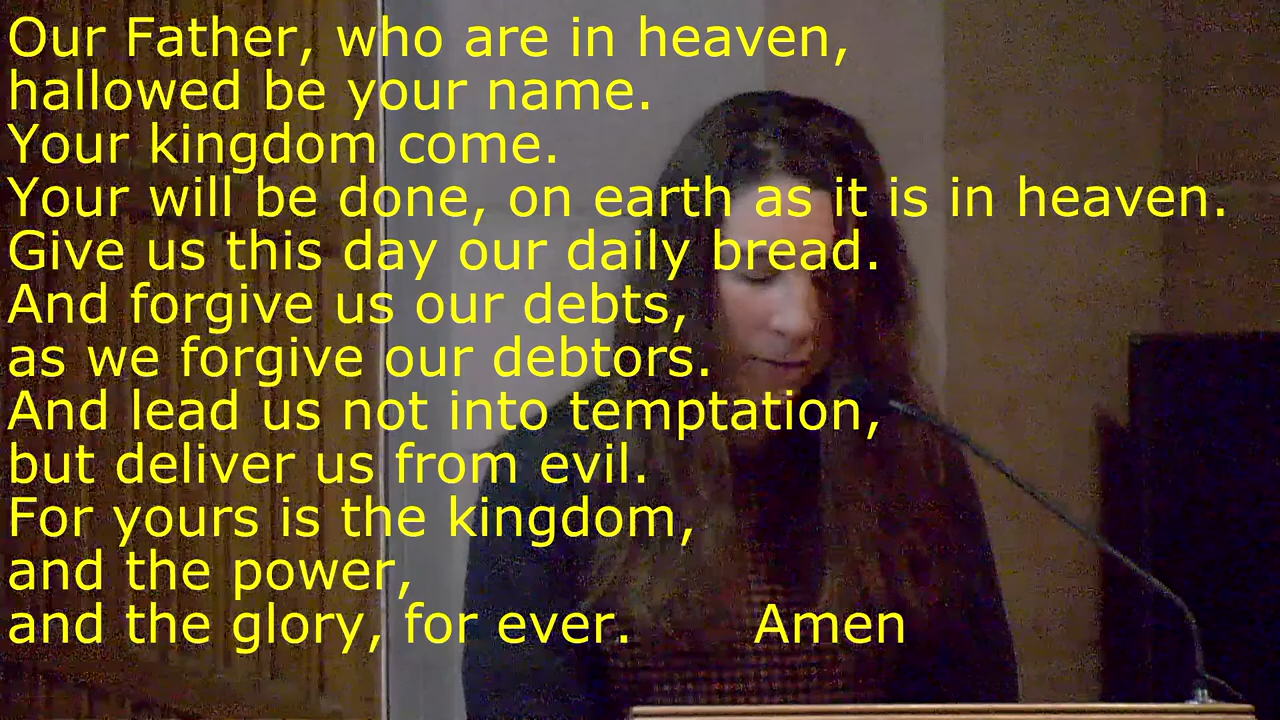 Our Father, who are in heaven,
hallowed be your name.
Your kingdom come.
Your will be done, on earth as it is in heaven.
Give us this day our daily bread.
And forgive us our debts,
as we forgive our debtors.
And lead us not into temptation,
but deliver us from evil.
For yours is the kingdom,
and the power,
and the glory, for ever. Amen